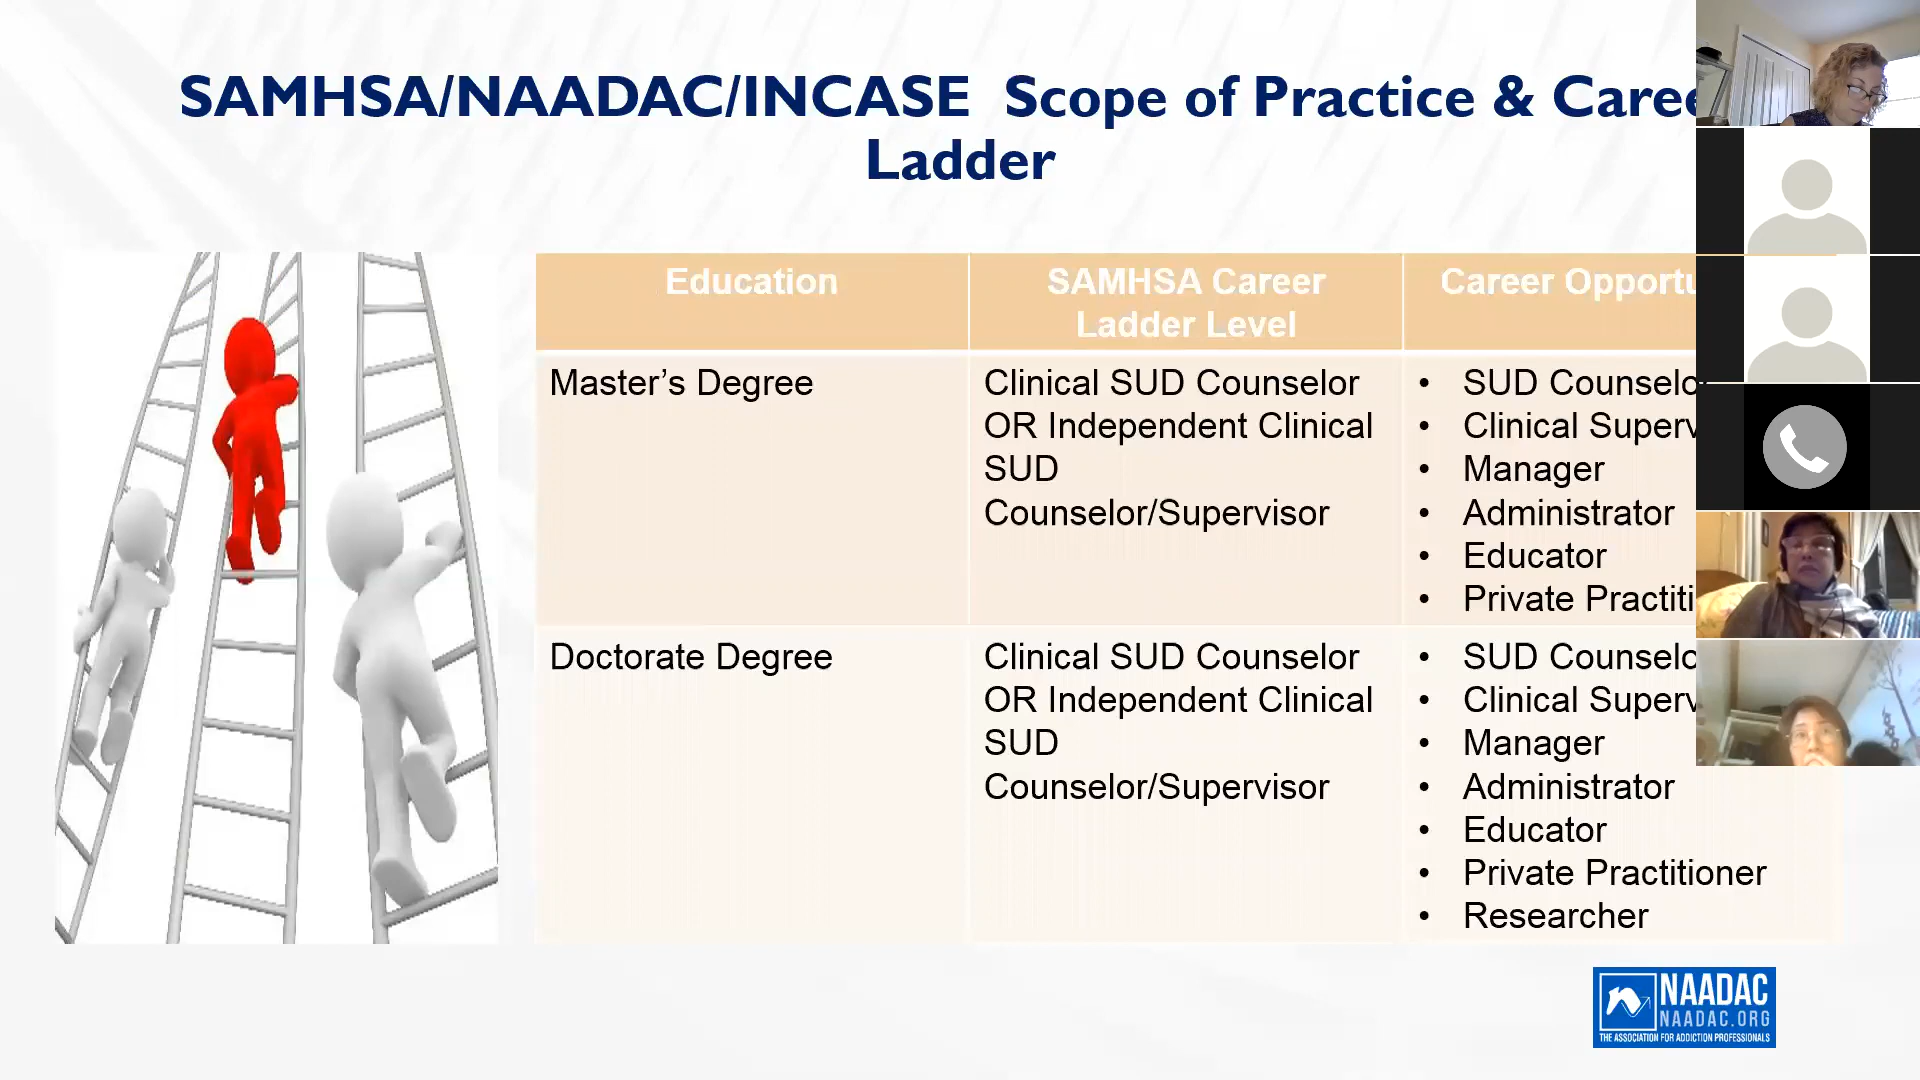 SAMHSA/NAADAC/INCASE Scope of Practice & Caree
Ladder
Education
SAMHSA Career
Ladder Level
Career Opportu
Master’s Degree
Clinical SUD Counselor
OR Independent Clinical
SUD
Counselor/Supervisor
• SUD Counselo
• Clinical Superv
• Manager
• Administrator
• Educator
• Private Practiti
Doctorate Degree
Clinical SUD Counselor
OR Independent Clinical
SUD
Counselor/Supervisor
• SUD Counselo
• Clinical Superv
• Manager
• Administrator
• Educator
• Private Practitioner
• Researcher
NAADAC
NAADAC.ORG
THE ASSOCIATION FOR ADDICTION PROFESSIONALS